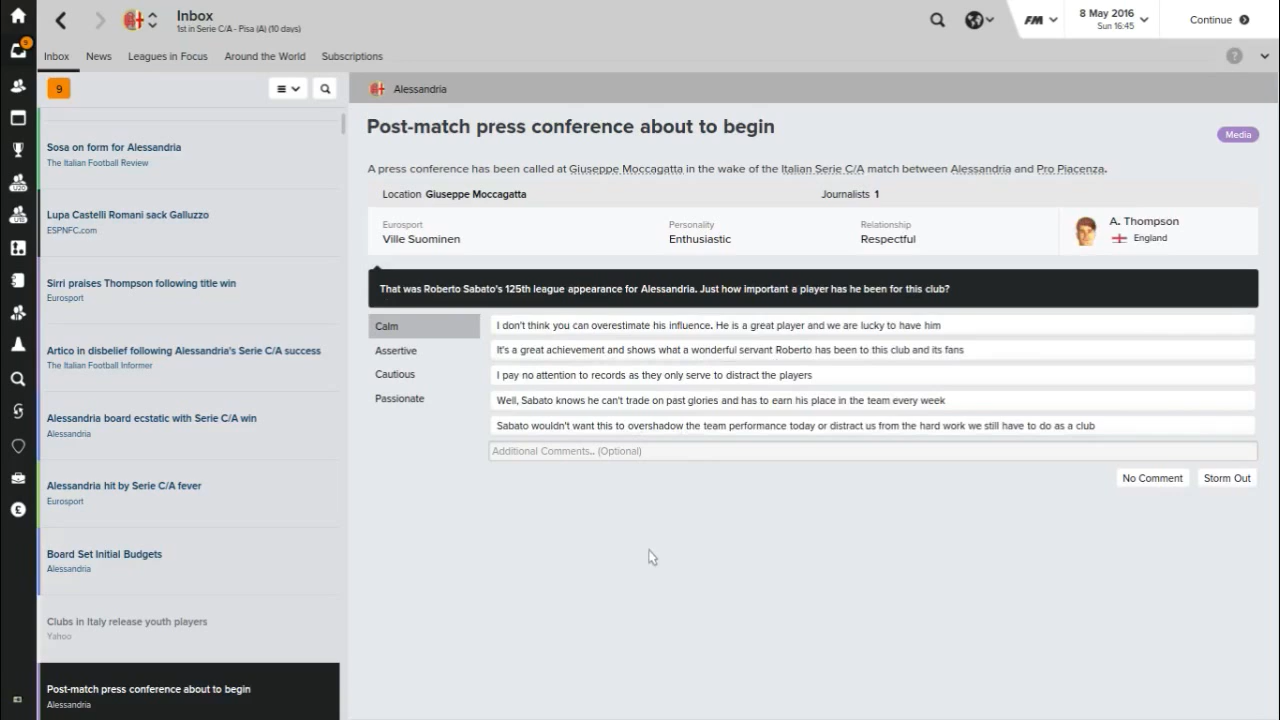 Inbox
1st in Serie C/A - Pisa (A) (10 days)
FM
8 May 2016
Sun 16:45
Continue
Inbox
News
Leagues in Focus
Around the World
Subscriptions
?
9
Alessandria
Sosa on form for Alessandria
The Italian Football Review
Lupa Castelli Romani sack Galluzzo
ESPNFC.com
Sirri praises Thompson following title win
Eurosport
Artico in disbelief following Alessandria's Serie C/A success
The Italian Football Informer
Alessandria board ecstatic with Serie C/A win
Alessandria
Alessandria hit by Serie C/A fever
Eurosport
Board Set Initial Budgets
Alessandria
Clubs in Italy release youth players
Yahoo
Post-match press conference about to begin
Alessandria
Post-match press conference about to begin
Media
A press conference has been called at Giuseppe Moccagatta in the wake of the Italian Serie C/A match between Alessandria and Pro Piacenza.
Location Giuseppe Moccagatta
Journalists 1
Eurosport
Ville Suominen
Personality
Enthusiastic
Relationship
Respectful
A. Thompson
England
That was Roberto Sabato's 125th league appearance for Alessandria. Just how important a player has he been for this club?
Calm
Assertive
Cautious
Passionate
I don't think you can overestimate his influence. He is a great player and we are lucky to have him
It's a great achievement and shows what a wonderful servant Roberto has been to this club and its fans
I pay no attention to records as they only serve to distract the players
Well, Sabato knows he can't trade on past glories and has to earn his place in the team every week
Sabato wouldn't want this to overshadow the team performance today or distract us from the hard work we still have to do as a club
Additional Comments.. (Optional)
No Comment
Storm Out